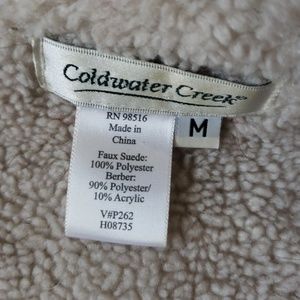 Coldwater Creek®
M
RN 98516
Made in
China
Faux Suede:
100% Polyester
Berber:
90% Polyester/
10% Acrylic
V#P262
H08735